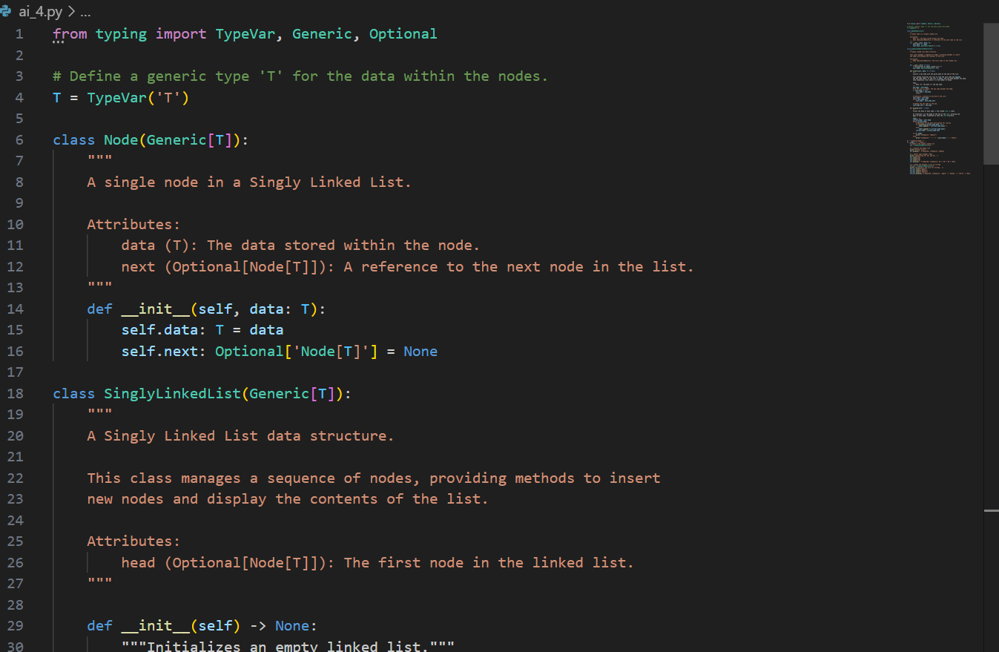 ai_4.py > ...
1 from typing import TypeVar, Generic, Optional
2
3 # Define a generic type 'T' for the data within the nodes.
4 T = TypeVar('T')
5
6 class Node(Generic[T]):
7     """
8     A single node in a Singly Linked List.
9
10     Attributes:
11         data (T): The data stored within the node.
12         next (Optional[Node[T]]): A reference to the next node in the list.
13     """
14     def __init__(self, data: T):
15         self.data: T = data
16         self.next: Optional['Node[T]'] = None
17
18 class SinglyLinkedList(Generic[T]):
19     """
20     A Singly Linked List data structure.
21
22     This class manages a sequence of nodes, providing methods to insert
23     new nodes and display the contents of the list.
24
25     Attributes:
26         head (Optional[Node[T]]): The first node in the linked list.
27     """
28
29     def __init__(self) -> None:
30         """Initializes an empty linked list."""